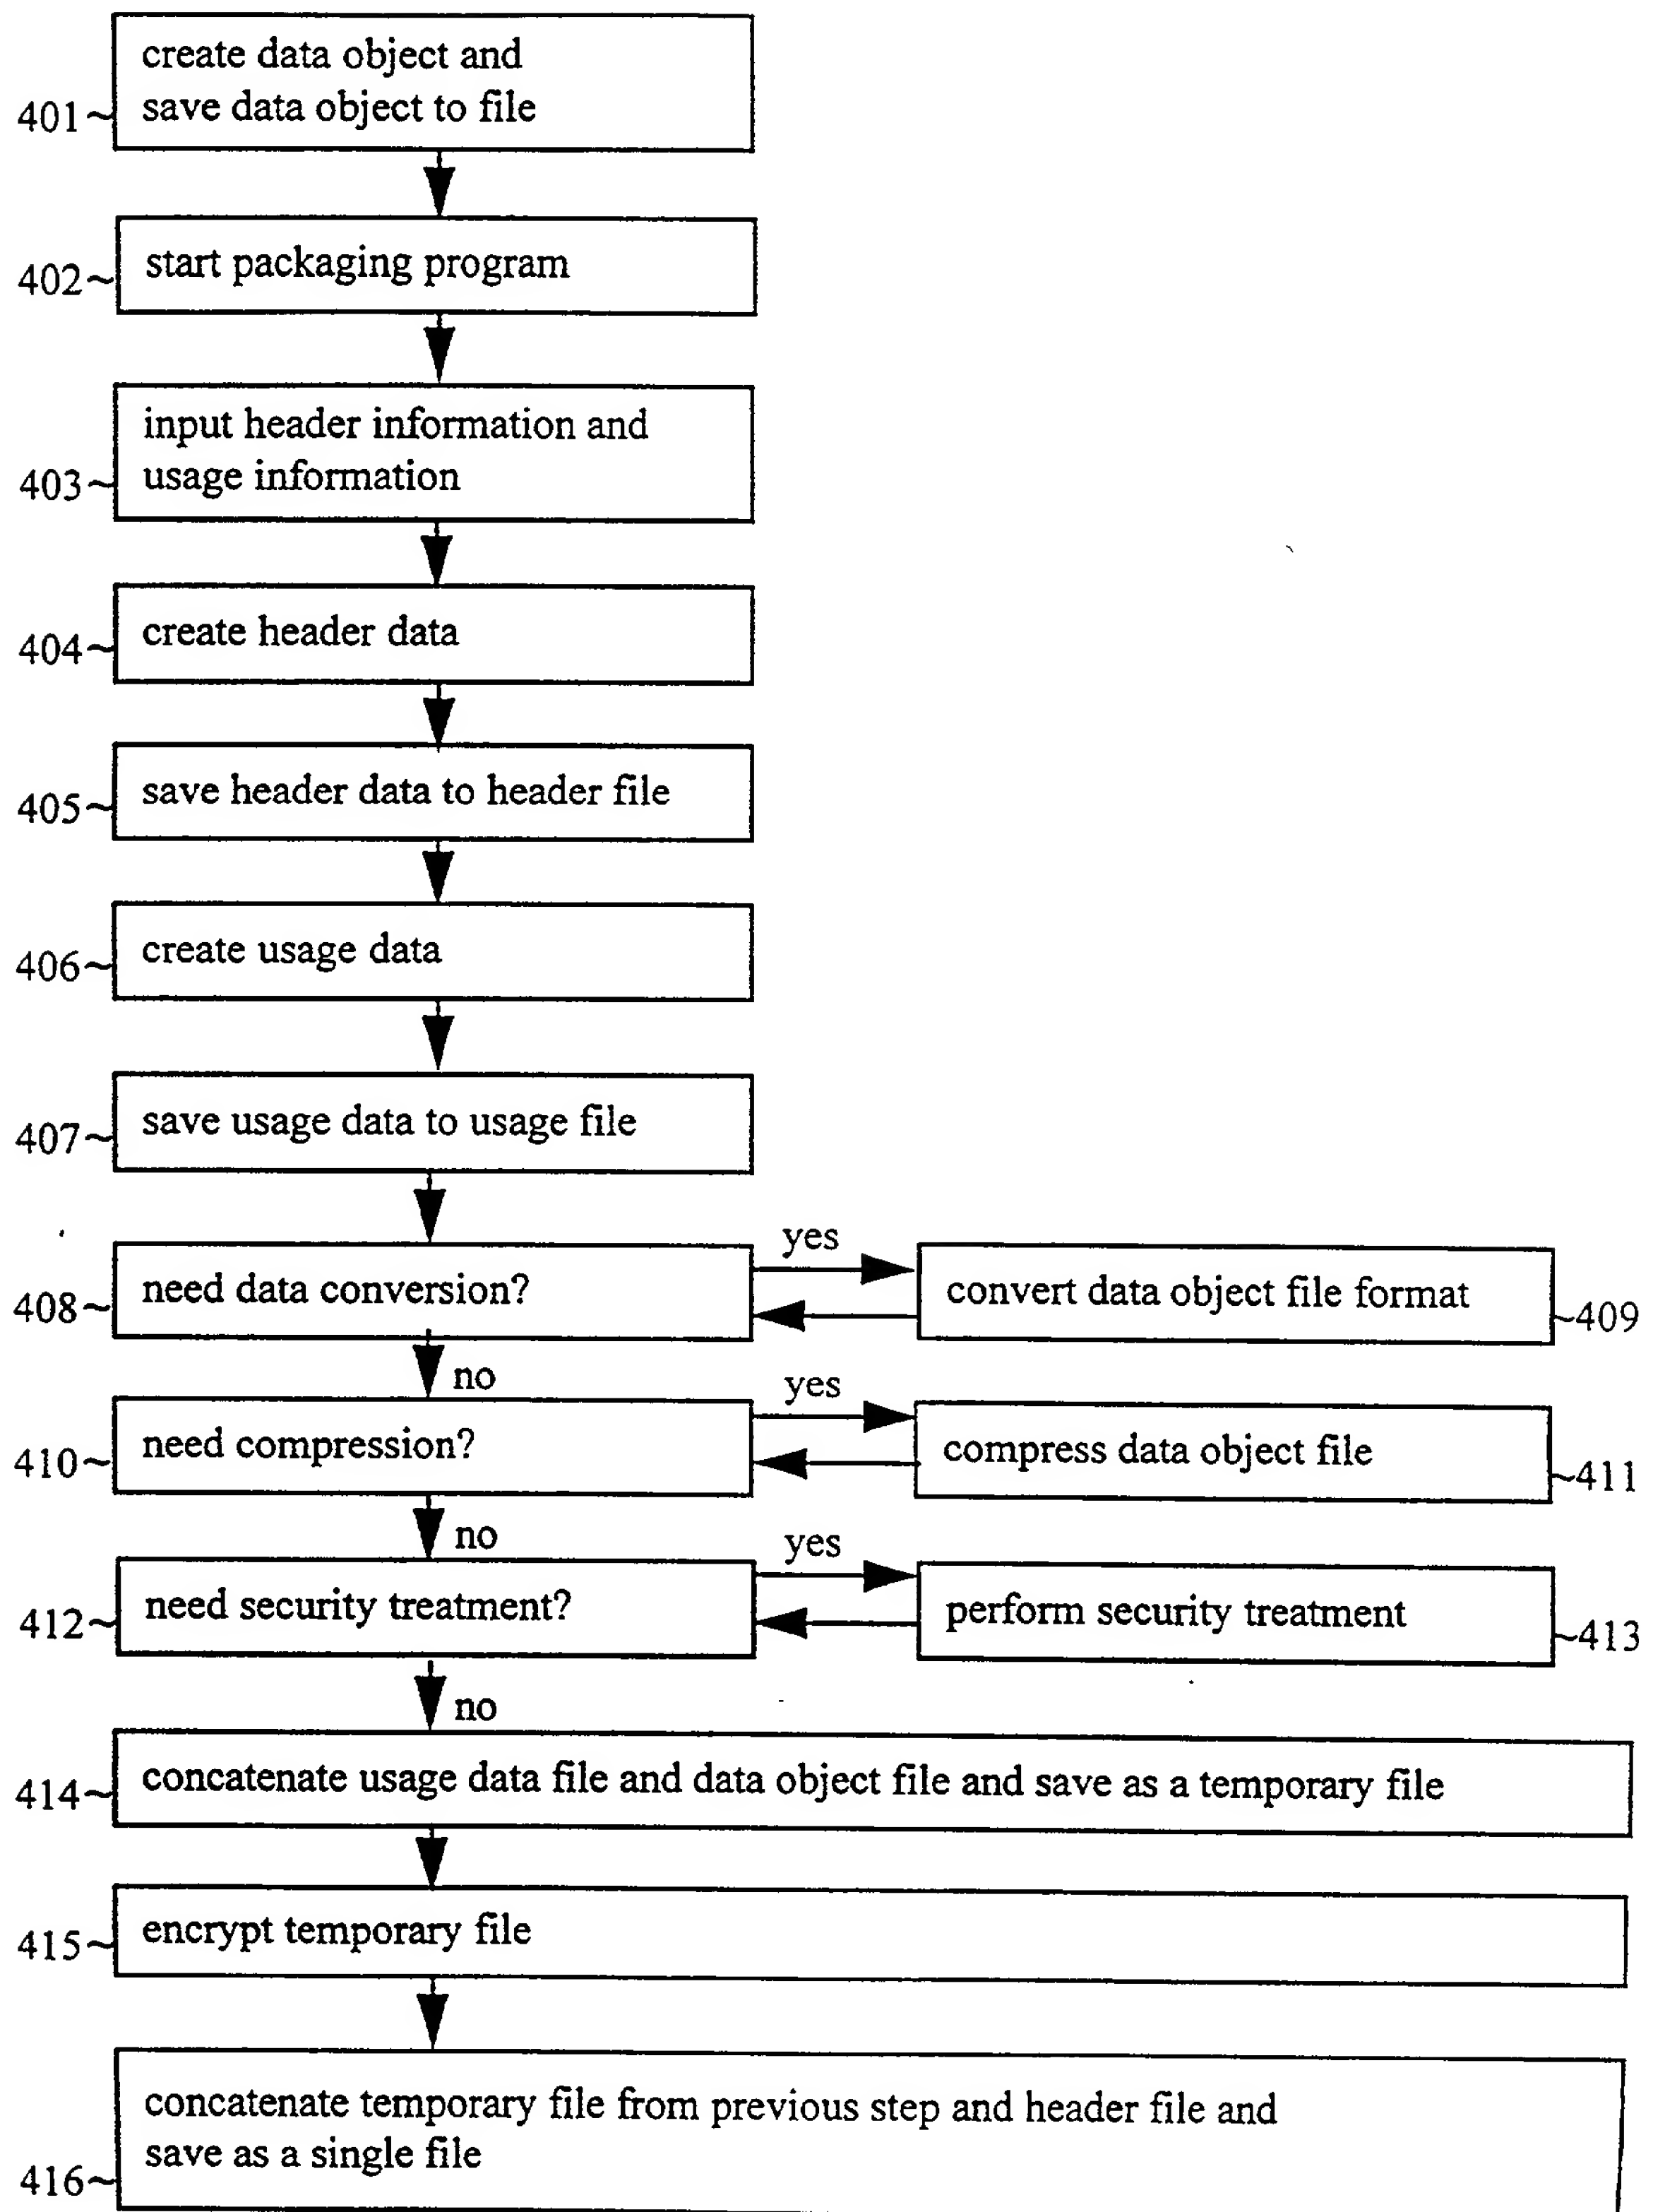 create data object and
save data object to file
401
start packaging program
402
input header information and
usage information
403
create header data
404
save header data to header file
405
create usage data
406
save usage data to usage file
407
yes
need data conversion?
convert data object file format
408
409
no
yes
need compression?
compress data object file
410
411
no
yes
need security treatment?
perform security treatment
412
413
no
concatenate usage data file and data object file and save as a temporary file
414
encrypt temporary file
415
concatenate temporary file from previous step and header file and
save as a single file
416